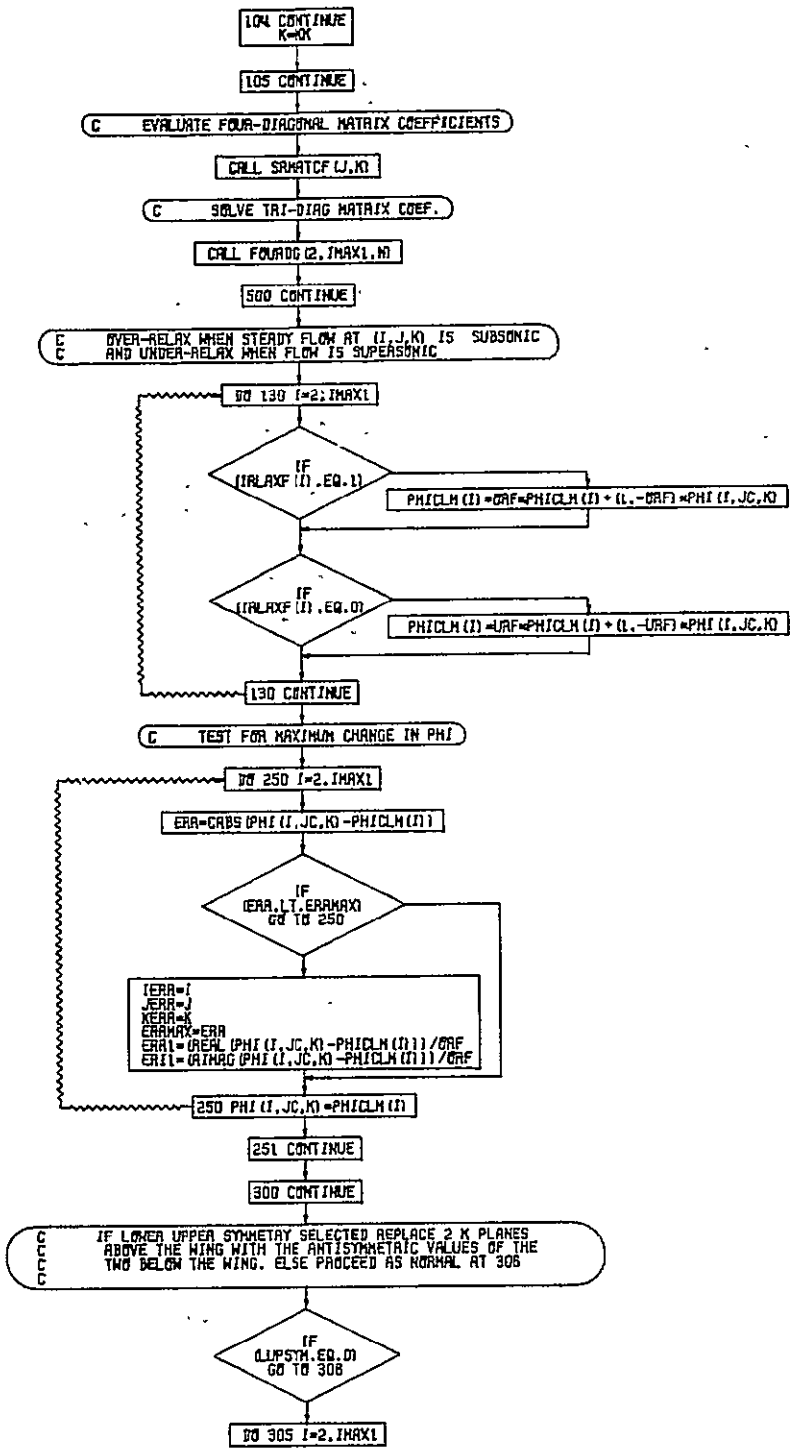 104 CONTINUE
K=KK
105 CONTINUE
C EVALUATE FOUR-DIAGONAL MATRIX COEFFICIENTS
CALL SRMATCF(J,K)
C SOLVE TRI-DIAG MATRIX COEF.
CALL FOURDG(2,IMAX1,N)
500 CONTINUE
C OVER-RELAX WHEN STEADY FLOW AT (I,J,K) IS SUBSONIC
C AND UNDER-RELAX WHEN FLOW IS SUPERSONIC
DO 130 I=2,IMAX1
IF
(IRLAXF(I).EQ.1)
PHICLM(I)=ORF*PHICLM(I)+(1.-ORF)*PHI(I,JC,K)
IF
(IRLAXF(I).EQ.0)
PHICLM(I)=URF*PHICLM(I)+(1.-URF)*PHI(I,JC,K)
130 CONTINUE
C TEST FOR MAXIMUM CHANGE IN PHI
DO 250 I=2,IMAX1
ERR=CABS(PHI(I,JC,K)-PHICLM(I))
IF
(ERR.LT.ERRMAX)
GO TO 250
IERR=I
JERR=J
KERR=K
ERRMAX=ERR
ERR1=(REAL(PHI(I,JC,K)-PHICLM(I)))/ORF
ERI1=(AIMAG(PHI(I,JC,K)-PHICLM(I)))/ORF
250 PHI(I,JC,K)=PHICLM(I)
251 CONTINUE
300 CONTINUE
C IF LOWER UPPER SYMMETRY SELECTED REPLACE 2 K PLANES
C ABOVE THE WING WITH THE ANTISYMMETRIC VALUES OF THE
C TWO BELOW THE WING. ELSE PROCEED AS NORMAL AT 306
C
IF
(LUPSYM.EQ.0)
GO TO 306
DO 305 I=2,IMAX1